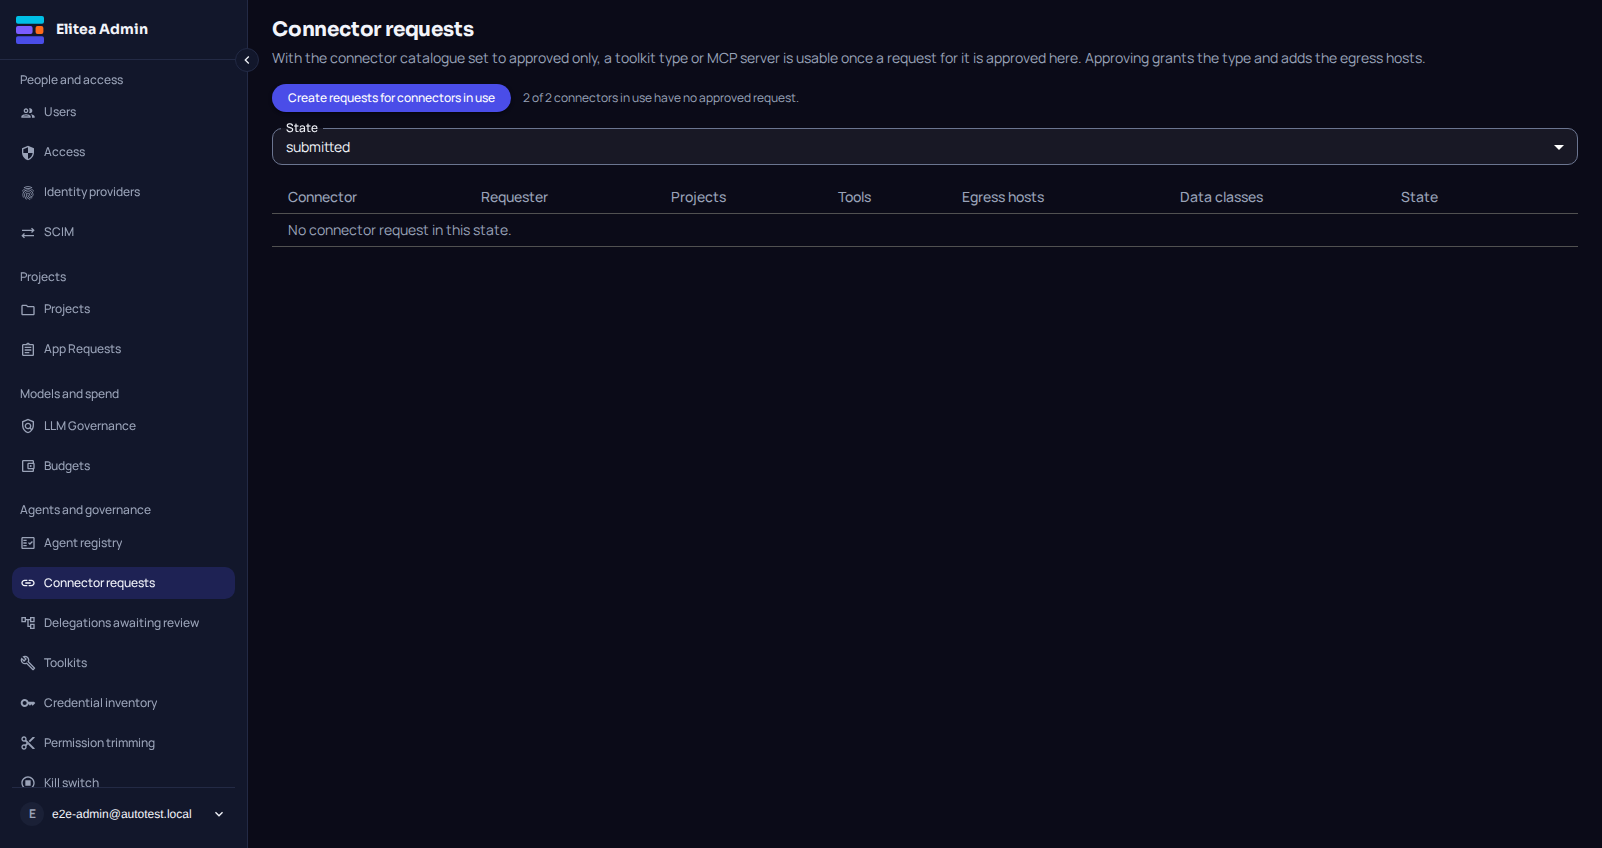 Elitea Admin
People and access
Users
Access
Identity providers
SCIM
Projects
Projects
App Requests
Models and spend
LLM Governance
Budgets
Agents and governance
Agent registry
Connector requests
Delegations awaiting review
Toolkits
Credential inventory
Permission trimming
Kill switch
E e2e-admin@autotest.local
Connector requests
With the connector catalogue set to approved only, a toolkit type or MCP server is usable once a request for it is approved here. Approving grants the type and adds the egress hosts.
Create requests for connectors in use 2 of 2 connectors in use have no approved request.
State
submitted
Connector Requester Projects Tools Egress hosts Data classes State
No connector request in this state.